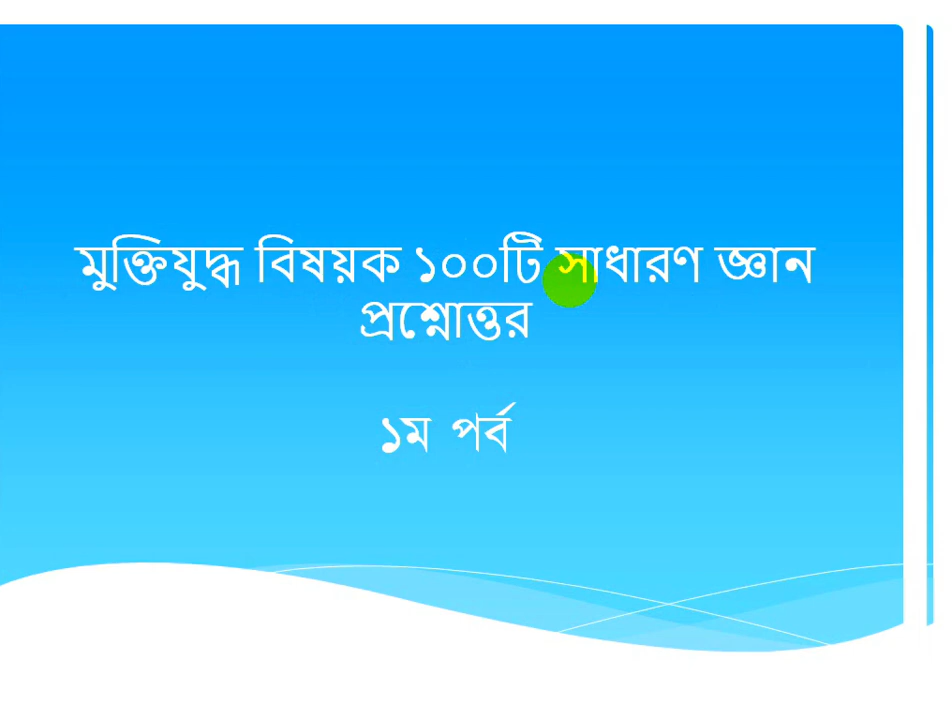 মুক্তিযুদ্ধ বিষয়ক ১০০টি সাধারণ জ্ঞান
প্রশ্নোত্তর
১ম পর্ব